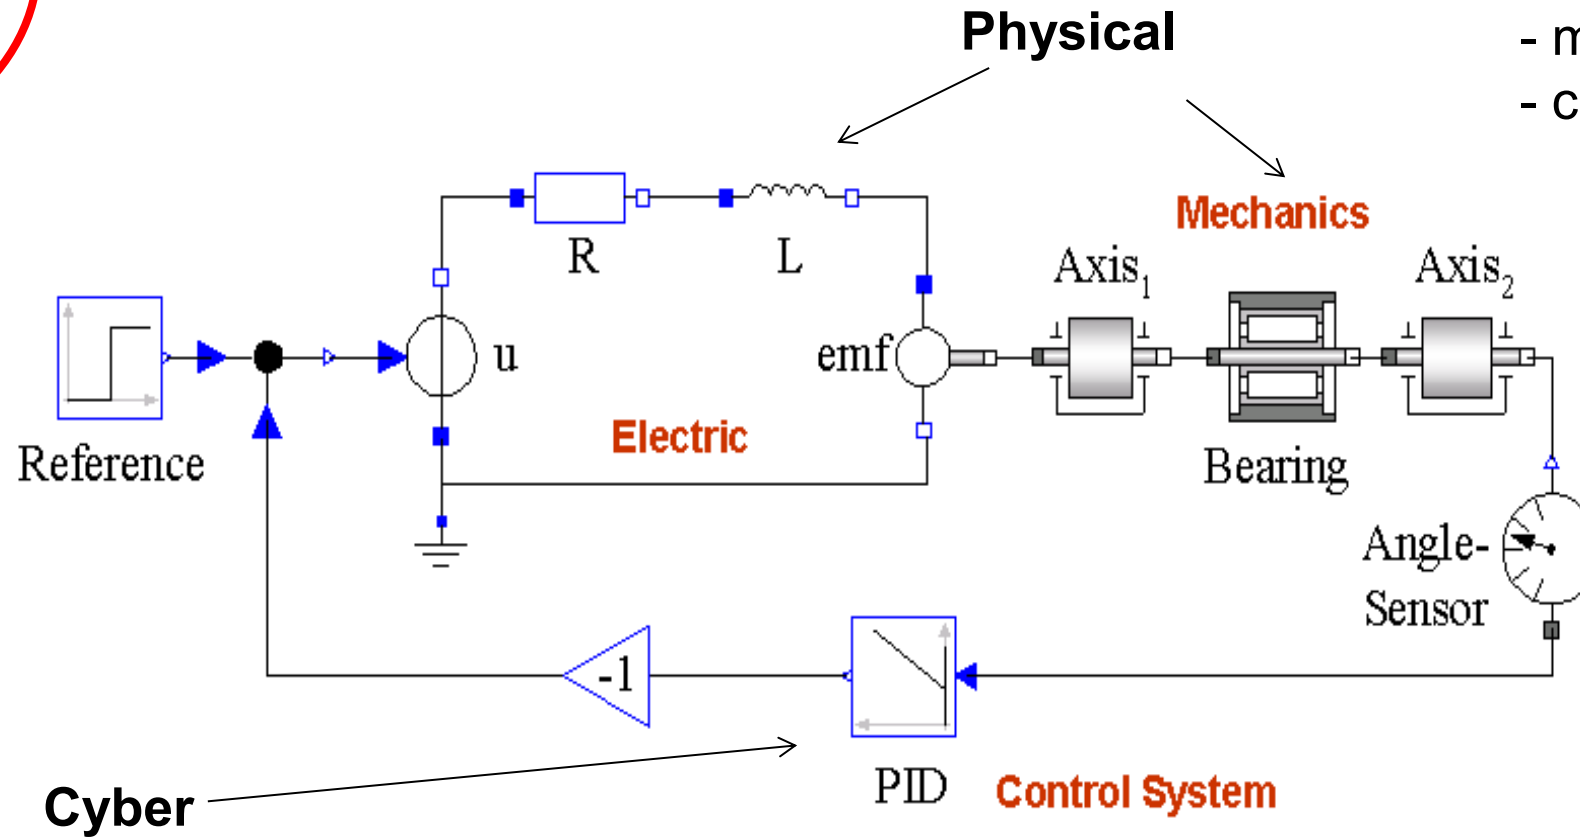 Physical
- m
- c
Mechanics
R
L
Axis₁
Axis₂
u
emf
Electric
Reference
Bearing
Angle-
Sensor
-1
PID
Control System
Cyber